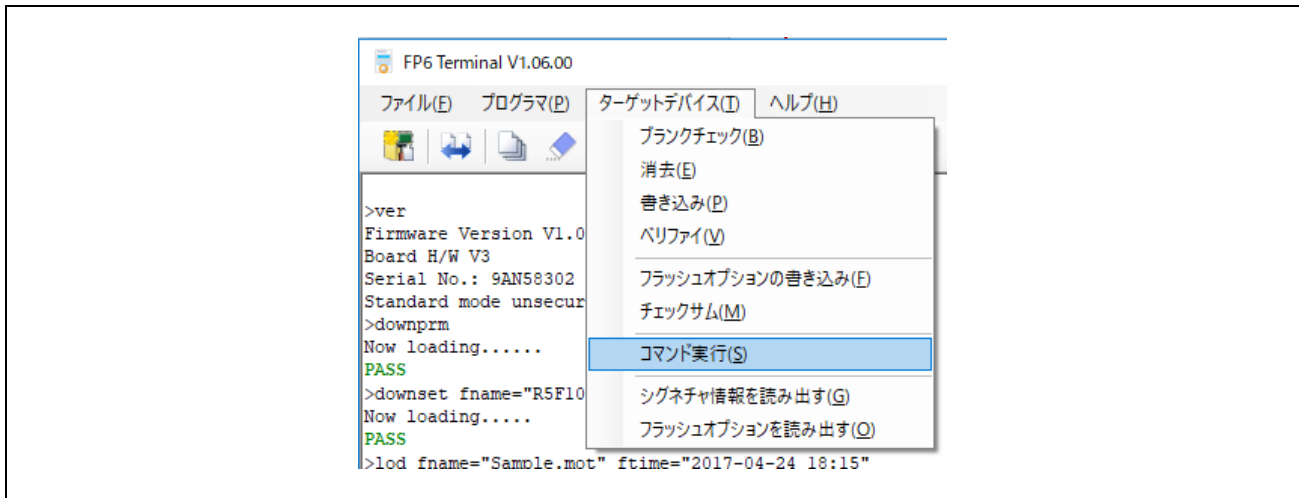 FP6 Terminal V1.06.00
ファイル(F) プログラマ(P) ターゲットデバイス(T) ヘルプ(H)
ブランクチェック(B)
消去(E)
書き込み(P)
ベリファイ(V)
フラッシュオプションの書き込み(F)
チェックサム(M)
コマンド実行(S)
シグネチャ情報を読み出す(G)
フラッシュオプションを読み出す(O)
>ver
Firmware Version V1.0
Board H/W V3
Serial No.: 9AN58302
Standard mode unsecur
>downprm
Now loading......
PASS
>downset fname="R5F10
Now loading.....
PASS
>lod fname="Sample.mot" ftime="2017-04-24 18:15"